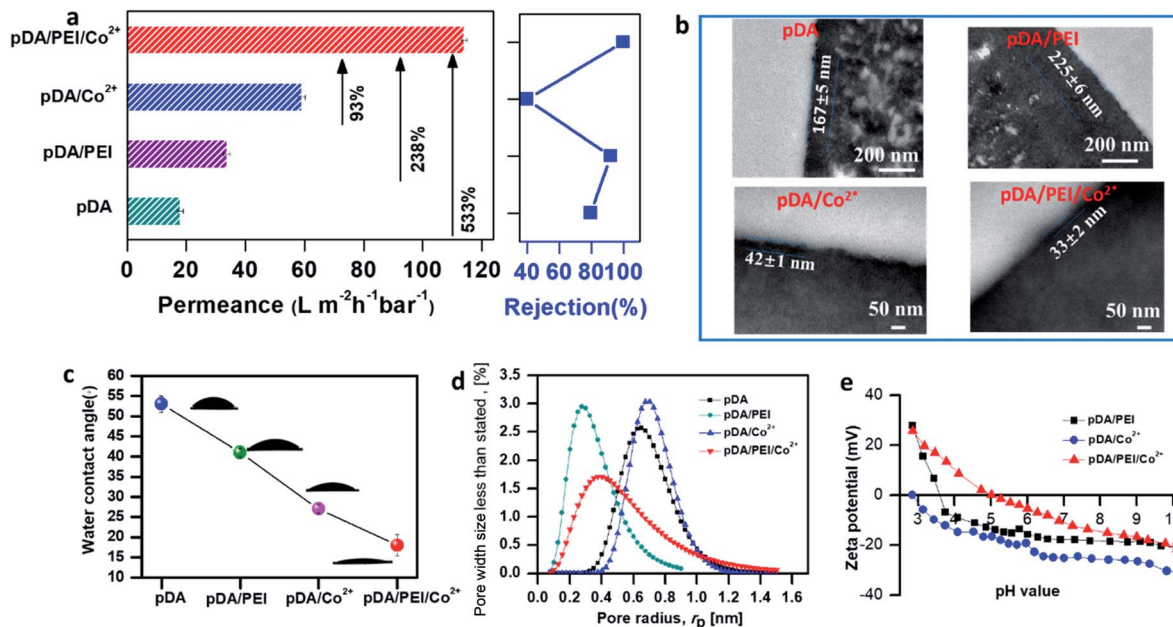 a
pDA/PEI/Co²⁺
pDA/Co²⁺
pDA/PEI
pDA
93%
238%
533%
0 20 40 60 80 100 120
Permeance (L m⁻²h⁻¹bar⁻¹)
40 60 80 100
Rejection(%)
b
pDA
167±5 nm
200 nm
pDA/PEI
225±6 nm
200 nm
pDA/Co²⁺
42±1 nm
50 nm
pDA/PEI/Co²⁺
33±2 nm
50 nm
c
60
55
50
45
40
35
30
25
20
15
10
Water contact angle(◦)
pDA pDA/PEI pDA/Co²⁺ pDA/PEI/Co²⁺
d
3.5
3.0
2.5
2.0
1.5
1.0
0.5
0.0
Pore width size less than stated , [%]
pDA
pDA/PEI
pDA/Co²⁺
pDA/PEI/Co²⁺
0.0 0.2 0.4 0.6 0.8 1.0 1.2 1.4 1.6
Pore radius, rp [nm]
e
40
20
0
-20
-40
Zeta potential (mV)
pDA/PEI
pDA/Co²⁺
pDA/PEI/Co²⁺
3 4 5 6 7 8 9 1
pH value